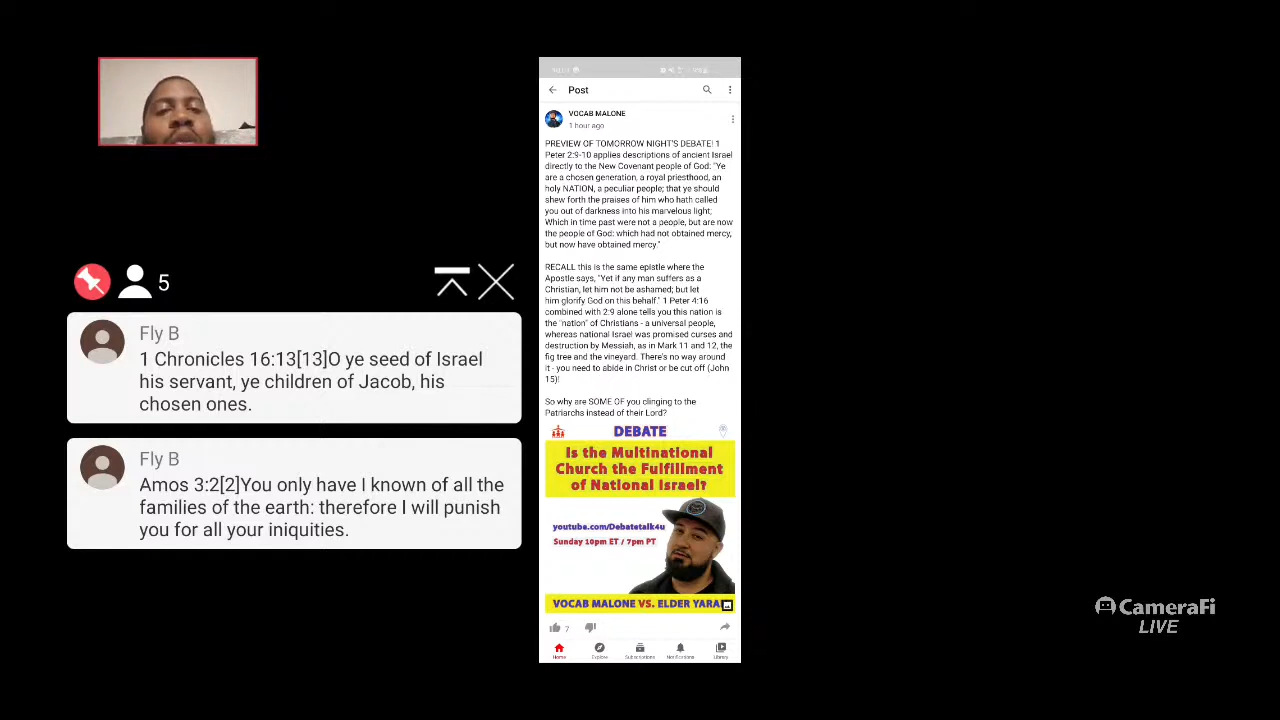 5
Fly B
1 Chronicles 16:13[13]O ye seed of Israel
his servant, ye children of Jacob, his
chosen ones.
Fly B
Amos 3:2[2]You only have I known of all the
families of the earth: therefore I will punish
you for all your iniquities.
Post
VOCAB MALONE
1 hour ago
PREVIEW OF TOMORROW NIGHT'S DEBATE! 1
Peter 2:9-10 applies descriptions of ancient Israel
directly to the New Covenant people of God: "Ye
are a chosen generation, a royal priesthood, an
holy NATION, a peculiar people; that ye should
shew forth the praises of him who hath called
you out of darkness into his marvelous light;
Which in time past were not a people, but are now
the people of God: which had not obtained mercy,
but now have obtained mercy."
RECALL this is the same epistle where the
Apostle says, "Yet if any man suffers as a
Christian, let him not be ashamed; but let
him glorify God on this behalf." 1 Peter 4:16
combined with 2:9 alone tells you this nation is
the "nation" of Christians - a universal people,
whereas national Israel was promised curses and
destruction by Messiah, as in Mark 11 and 12, the
fig tree and the vineyard. There's no way around
it - you need to abide in Christ or be cut off (John
15)!
So why are SOME OF you clinging to the
Patriarchs instead of their Lord?
DEBATE
Is the Multinational
Church the Fulfillment
of National Israel?
youtube.com/Debatetalk4u
Sunday 10pm ET / 7pm PT
VOCAB MALONE VS. ELDER YARA
7
Home Explore Subscriptions Notifications Library
CameraFi
LIVE